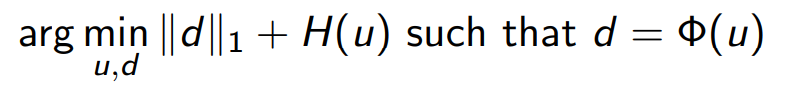 arg min ‖d‖₁ + H(u) such that d = Φ(u)
u,d